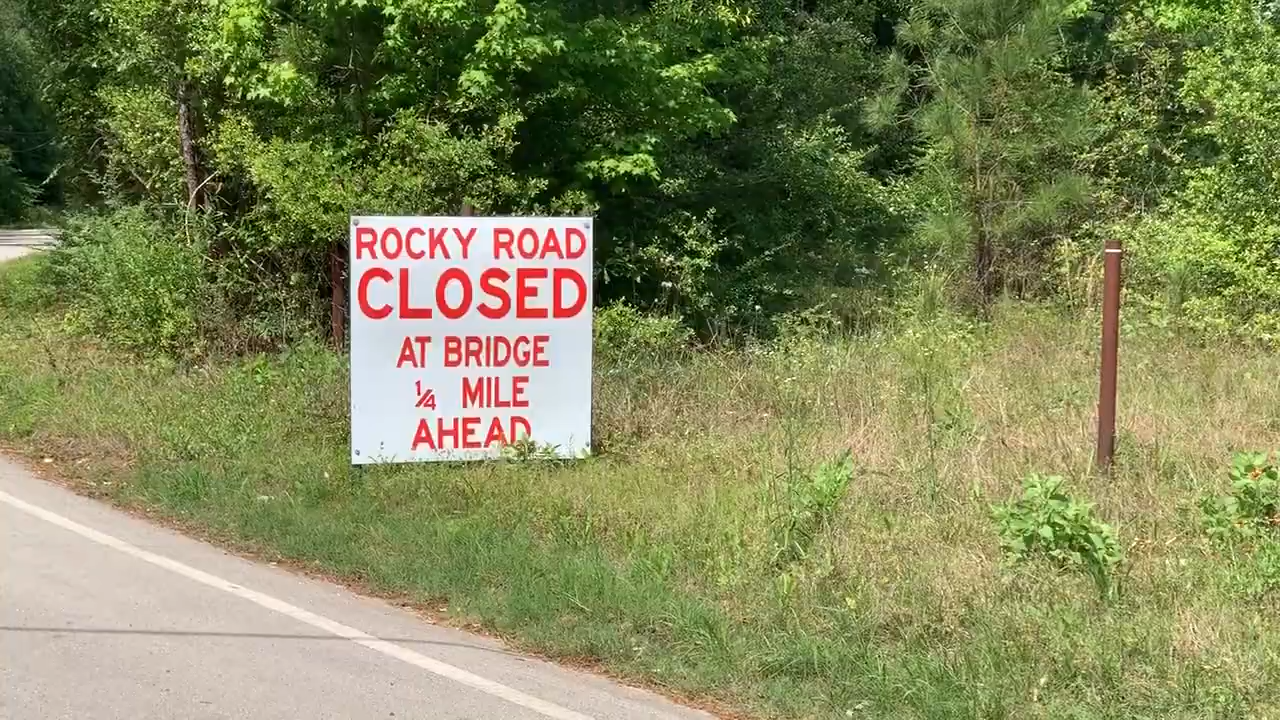 ROCKY ROAD
CLOSED
AT BRIDGE
¼ MILE
AHEAD